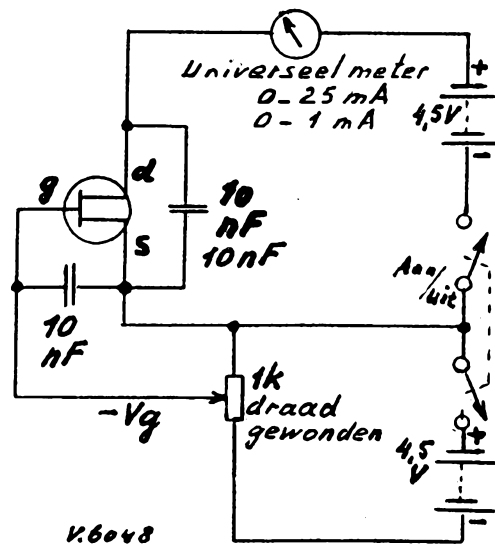 +
Universeel meter
0-25 mA
0-1 mA
4,5V
-
g
d
s
10
nF
10nF
10
nF
Aan/
uit
-Vg
1k
draad
gewonden
+
4,5
V
-
V.6048